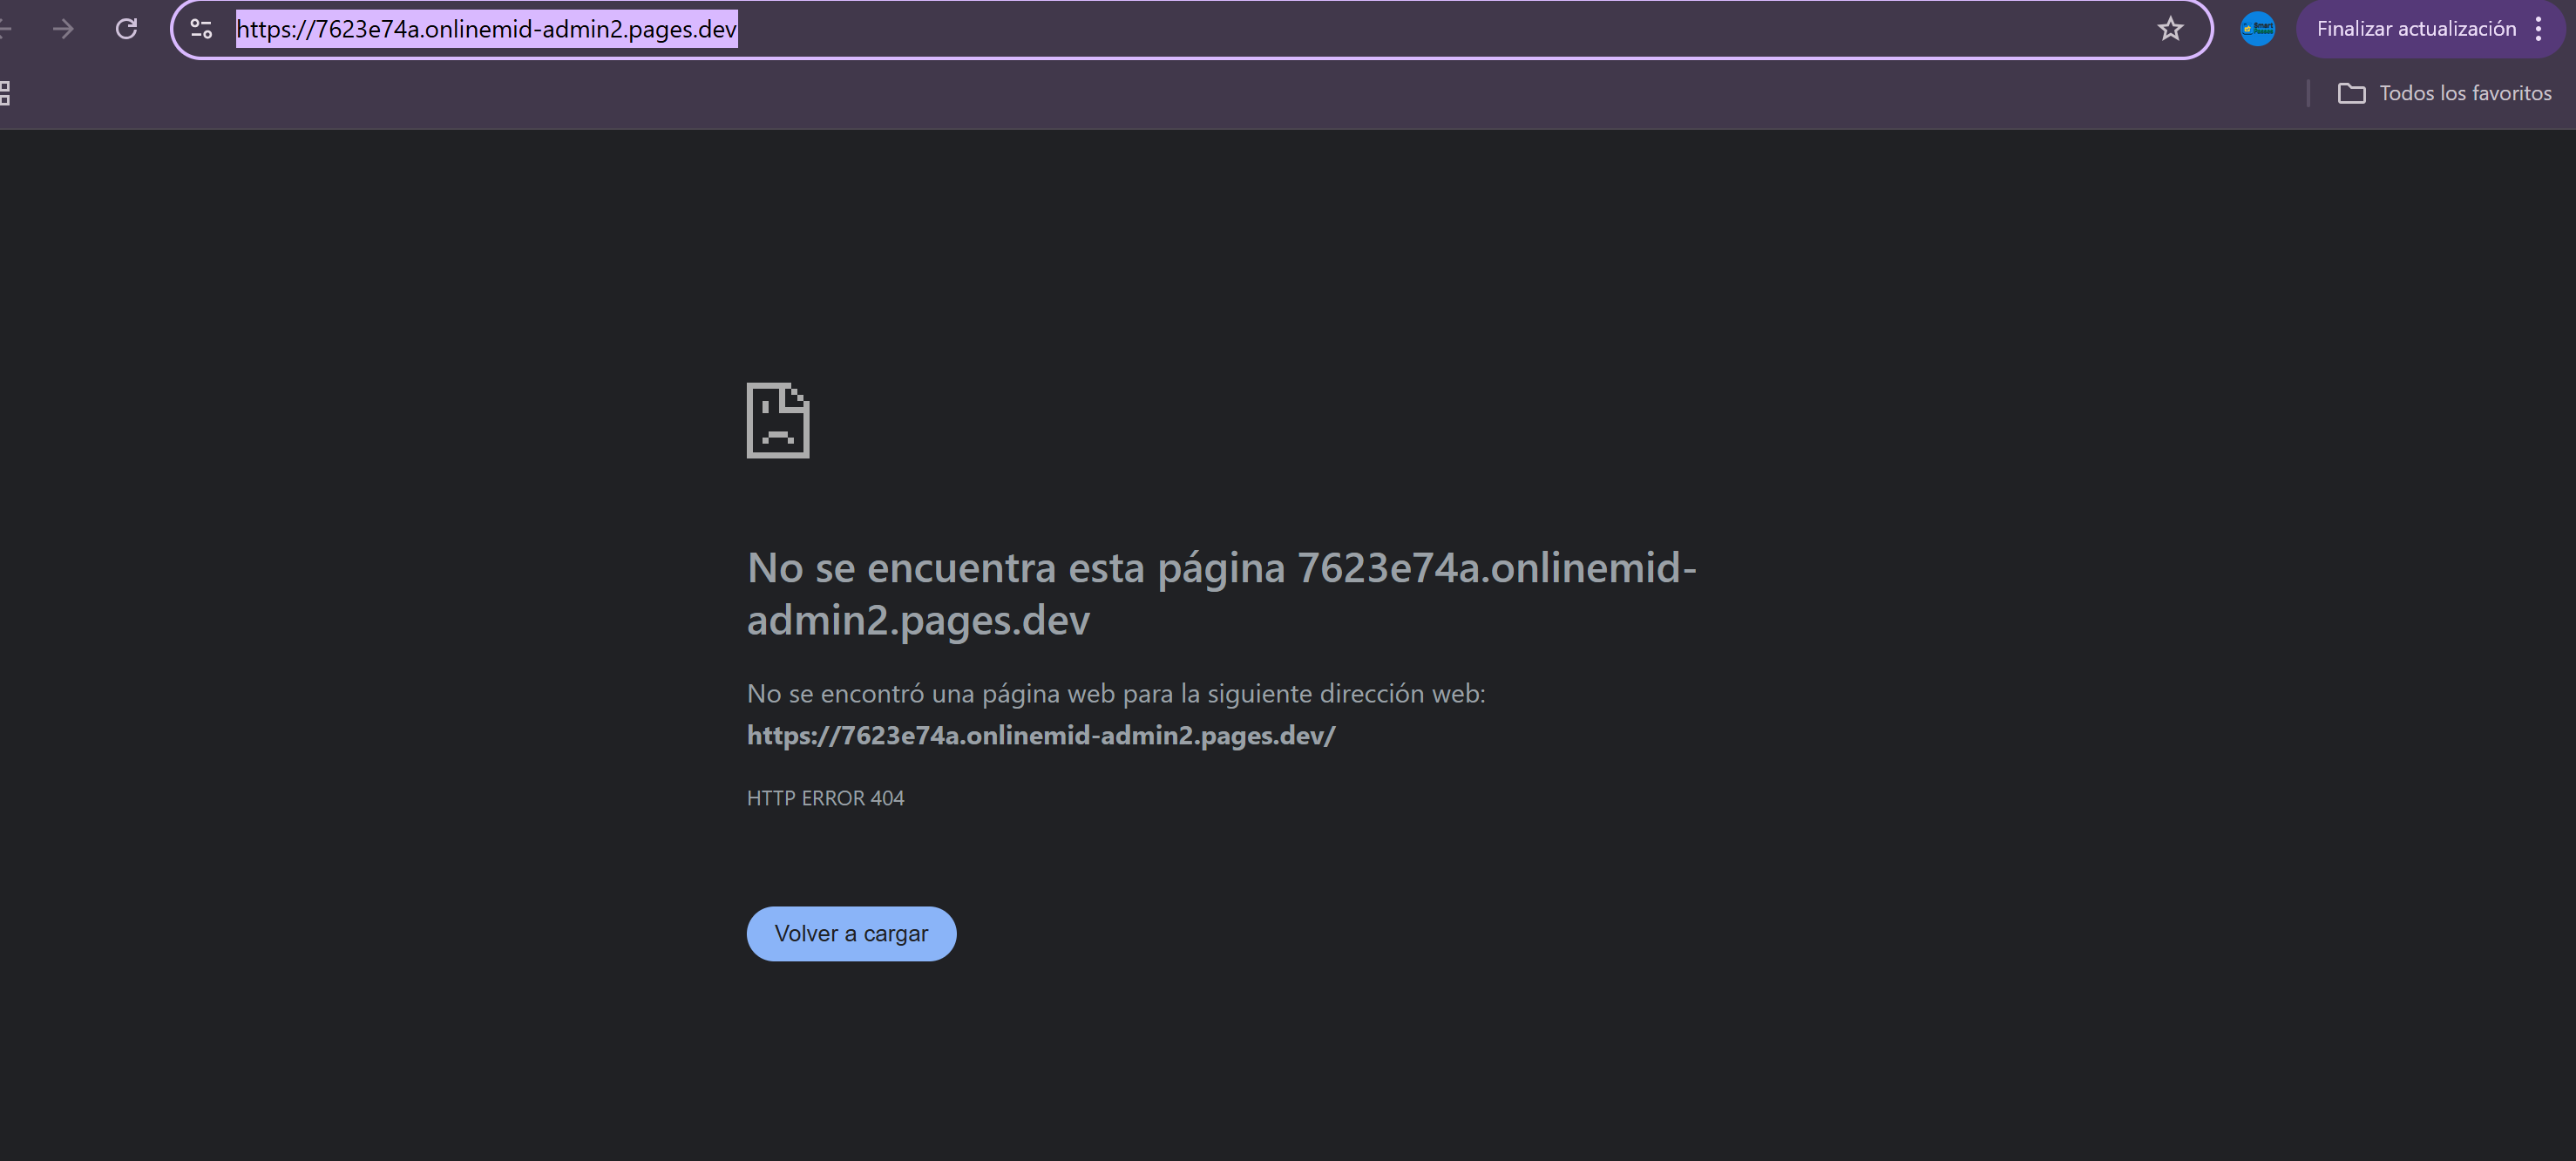 https://7623e74a.onlinemid-admin2.pages.dev
Finalizar actualización
Todos los favoritos
No se encuentra esta página 7623e74a.onlinemid-
admin2.pages.dev
No se encontró una página web para la siguiente dirección web:
https://7623e74a.onlinemid-admin2.pages.dev/
HTTP ERROR 404
Volver a cargar